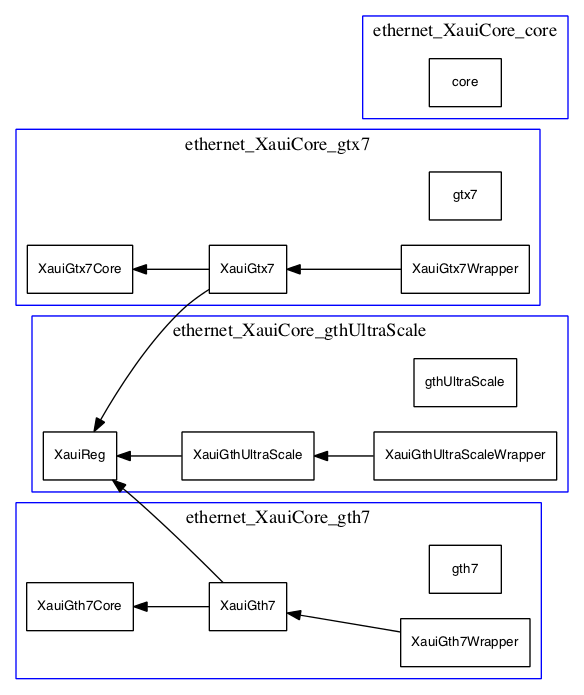 ethernet_XauiCore_core
core
ethernet_XauiCore_gtx7
gtx7
XauiGtx7Core
XauiGtx7
XauiGtx7Wrapper
ethernet_XauiCore_gthUltraScale
gthUltraScale
XauiReg
XauiGthUltraScale
XauiGthUltraScaleWrapper
ethernet_XauiCore_gth7
gth7
XauiGth7Core
XauiGth7
XauiGth7Wrapper